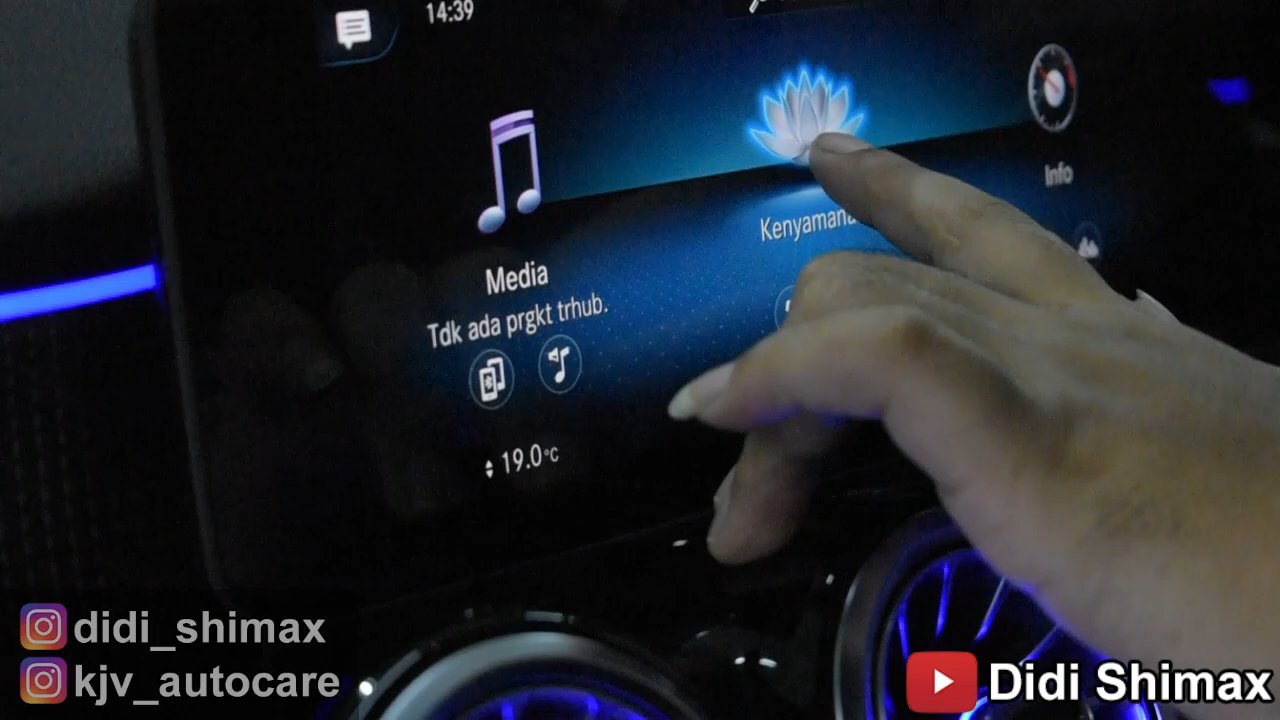 14:39
Media
Tdk ada prgkt trhub.
19.0°C
Info
didi_shimax
kjv_autocare
Didi Shimax